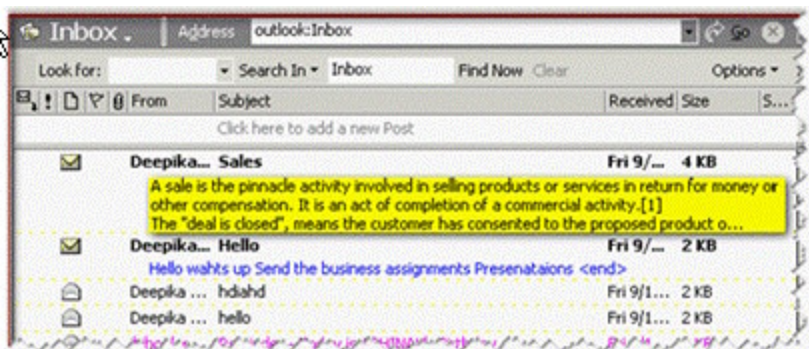 Inbox. Address outlook:Inbox Go
Look for: Search In Inbox Find Now Clear Options
! From Subject Received Size S...
Click here to add a new Post
Deepika... Sales Fri 9/... 4 KB
A sale is the pinnacle activity involved in selling products or services in return for money or
other compensation. It is an act of completion of a commercial activity.[1]
The "deal is closed", means the customer has consented to the proposed product o...
Deepika... Hello Fri 9/... 2 KB
Hello wahts up Send the business assignments Presenataions <end>
Deepika ... hdiahd Fri 9/1... 2 KB
Deepika ... hello Fri 9/1... 2 KB